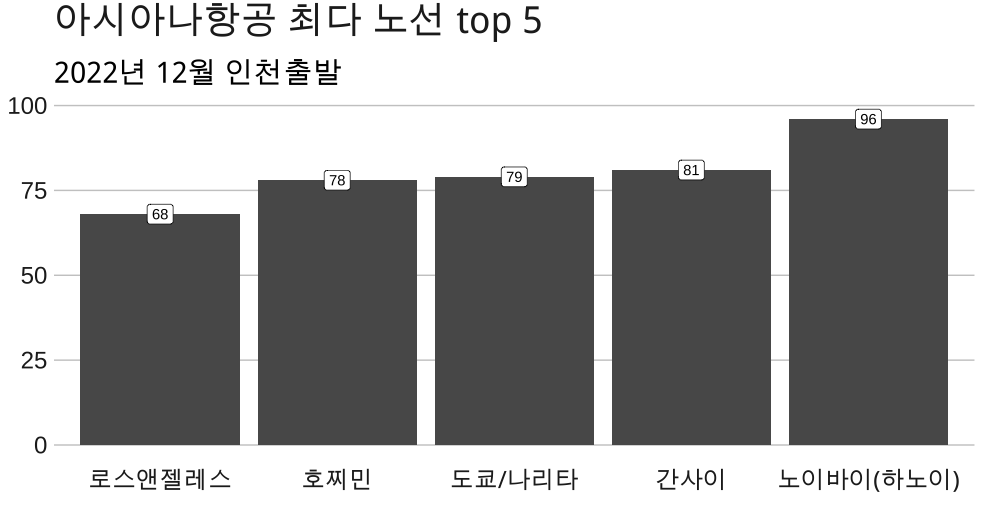 아시아나항공 최다 노선 top 5
2022년 12월 인천출발
100
75
50
25
0
68
78
79
81
96
로스앤젤레스
호찌민
도쿄/나리타
간사이
노이바이(하노이)